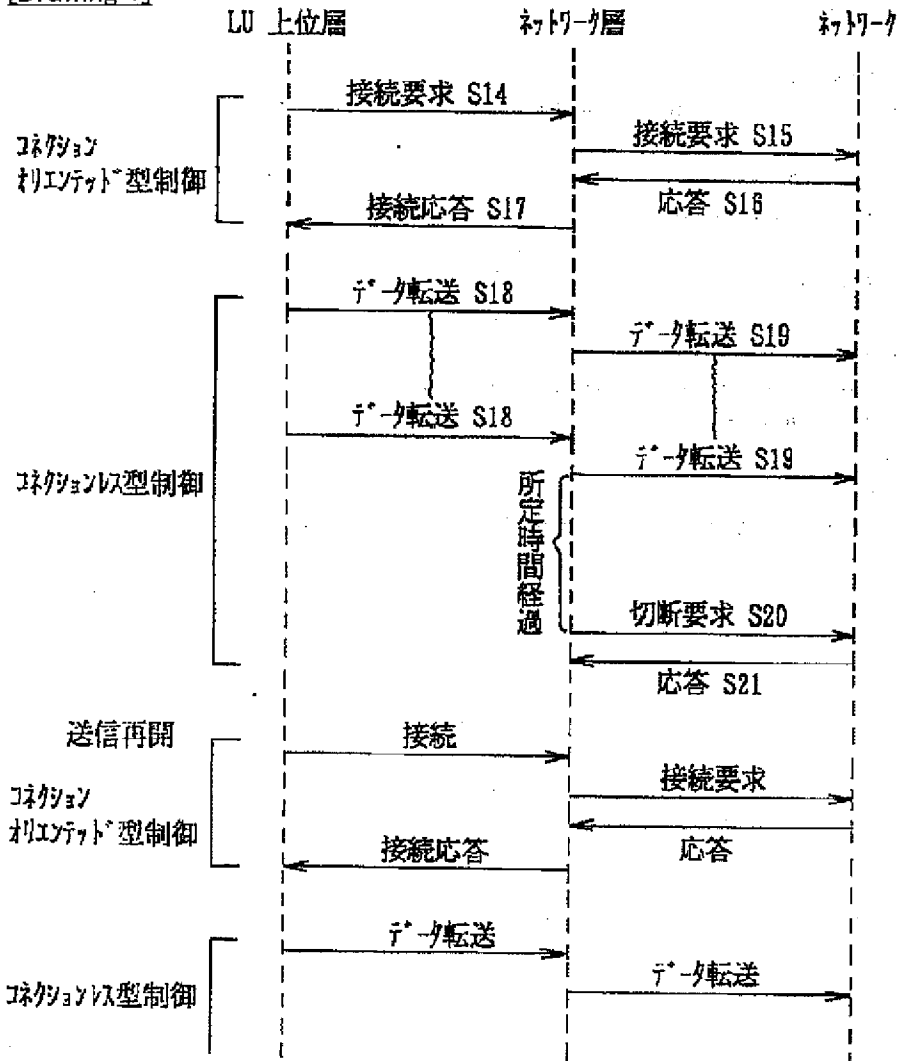 LU 上位層 ネットワーク層 ネットワーク
接続要求 S14
接続要求 S15
コネクション
オリエンテッド型制御
応答 S16
接続応答 S17
データ転送 S18
データ転送 S19
データ転送 S18
データ転送 S19
コネクションレス型制御
所定時間経過
切断要求 S20
応答 S21
送信再開
接続
接続要求
コネクション
オリエンテッド型制御
応答
接続応答
データ転送
データ転送
コネクションレス型制御